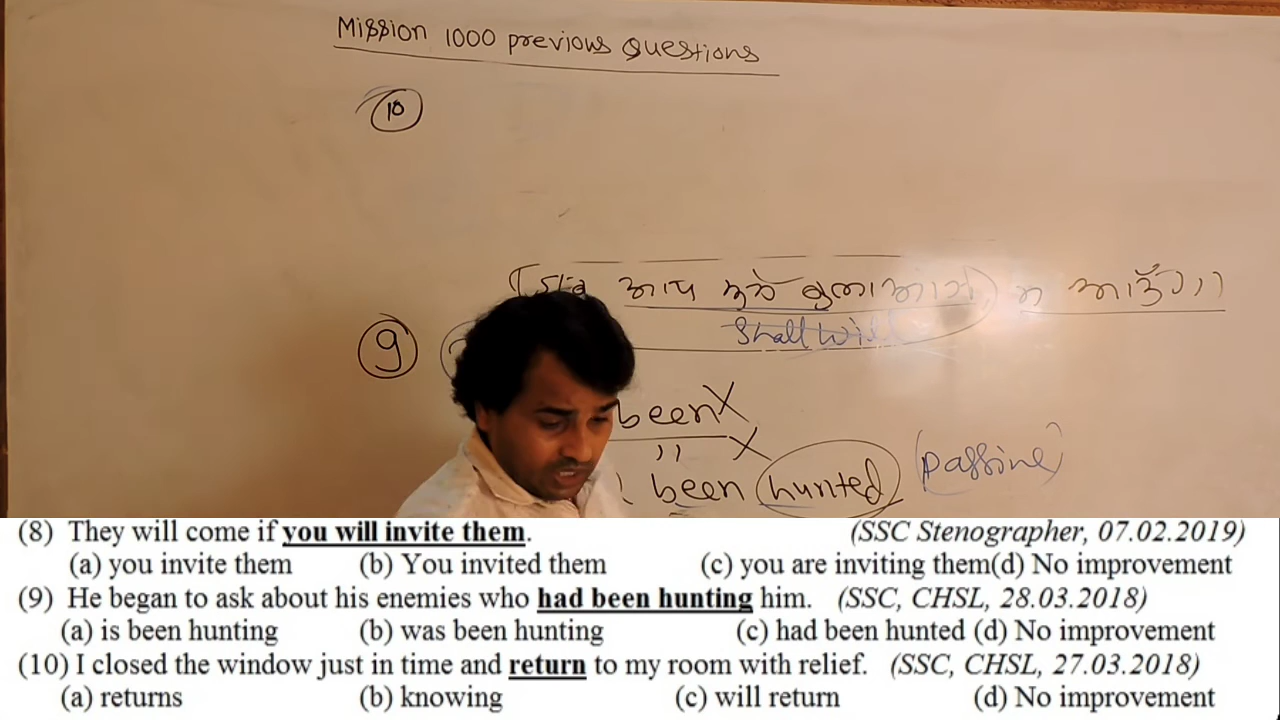 Mission 1000 previous Questions
10
आप उन्हें बुलाओगे) व आएँगे।।
Shall Will
9
been X
,, X
been hunted (passive)
(8) They will come if you will invite them. (SSC Stenographer, 07.02.2019)
(a) you invite them (b) You invited them (c) you are inviting them(d) No improvement
(9) He began to ask about his enemies who had been hunting him. (SSC, CHSL, 28.03.2018)
(a) is been hunting (b) was been hunting (c) had been hunted (d) No improvement
(10) I closed the window just in time and return to my room with relief. (SSC, CHSL, 27.03.2018)
(a) returns (b) knowing (c) will return (d) No improvement